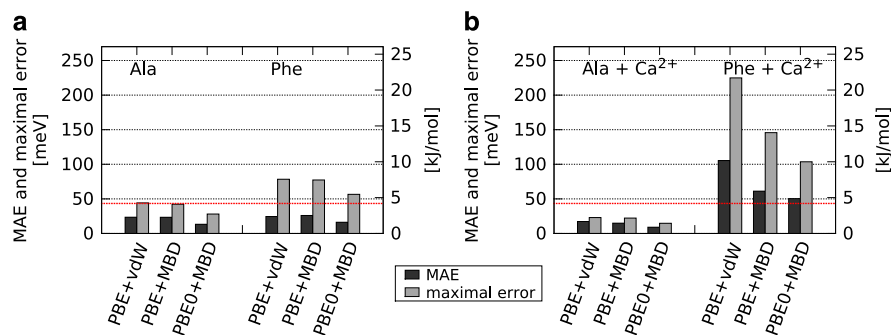 a
b
MAE and maximal error
[meV]
250
200
150
100
50
0
Ala
Phe
25
20
15
10
5
0
[kJ/mol]
PBE+vdW
PBE+MBD
PBE0+MBD
PBE+vdW
PBE+MBD
PBE0+MBD
MAE
maximal error
MAE and maximal error
[meV]
250
200
150
100
50
0
Ala + Ca²⁺
Phe + Ca²⁺
25
20
15
10
5
0
[kJ/mol]
PBE+vdW
PBE+MBD
PBE0+MBD
PBE+vdW
PBE+MBD
PBE0+MBD